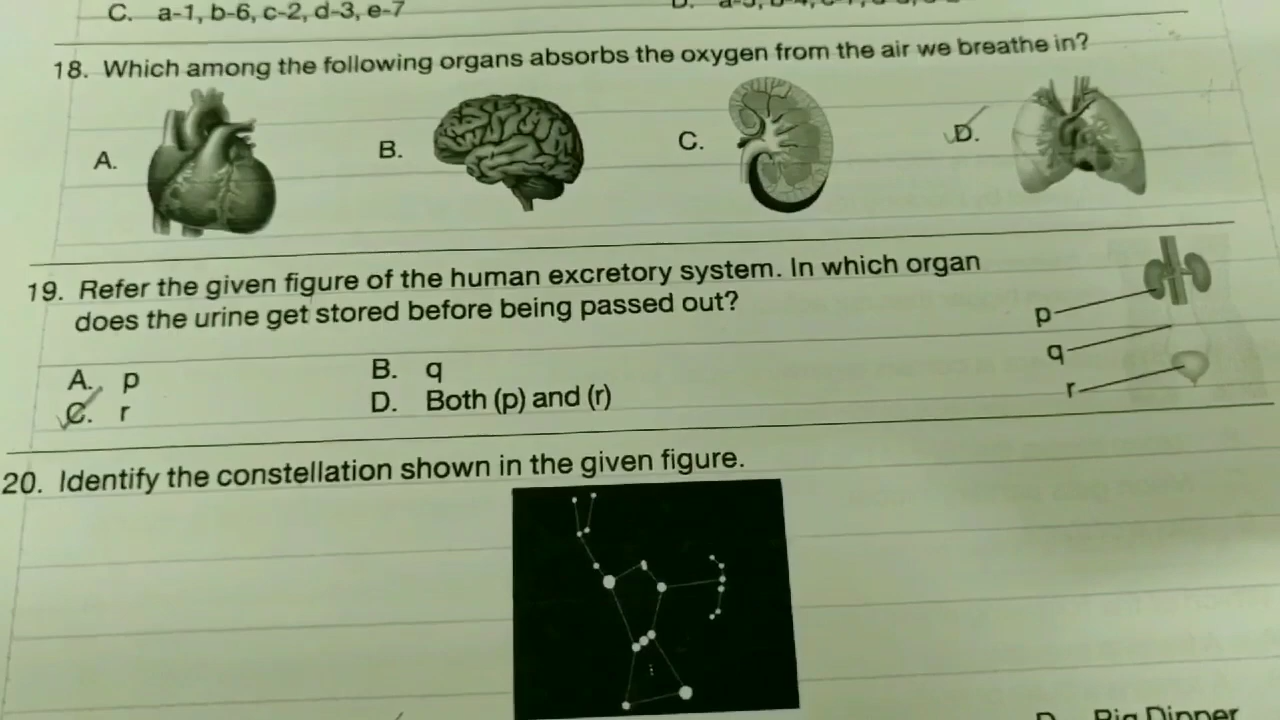 C. a-1, b-6, c-2, d-3, e-7
18. Which among the following organs absorbs the oxygen from the air we breathe in?
A. B. C. D.
19. Refer the given figure of the human excretory system. In which organ
does the urine get stored before being passed out?
p
q
r
A. p B. q
C. r D. Both (p) and (r)
20. Identify the constellation shown in the given figure.
D. Big Dipper